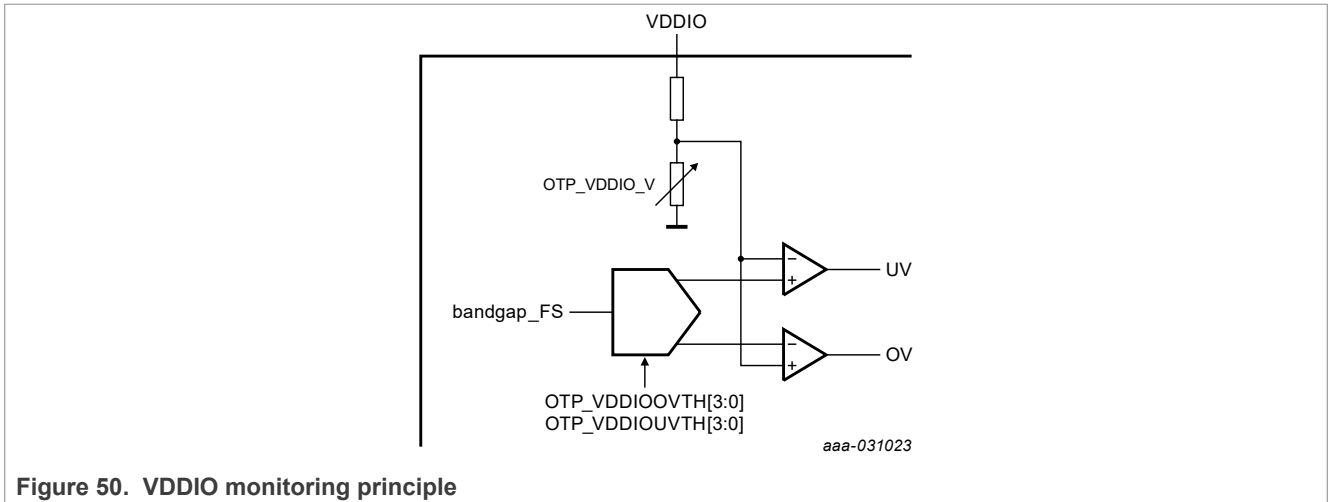 VDDIO
OTP_VDDIO_V
−
+
UV
bandgap_FS
−
+
OV
OTP_VDDIOOVTH[3:0]
OTP_VDDIOUVTH[3:0]
aaa-031023
Figure 50. VDDIO monitoring principle